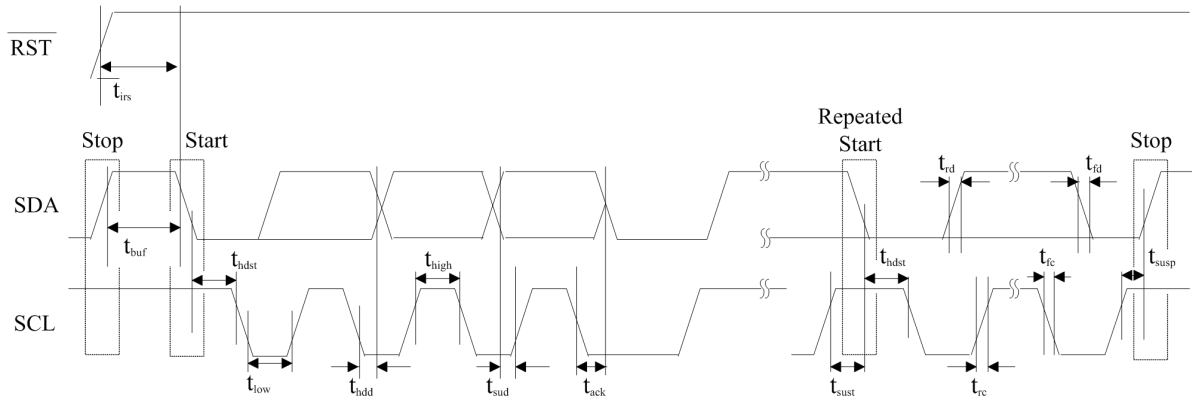 RST
t_irs
Stop
Start
Repeated
Start
Stop
SDA
t_buf
t_rd
t_fd
t_hdst
t_high
t_hdst
t_fc
t_susp
SCL
t_low
t_hdd
t_sud
t_ack
t_sust
t_rc